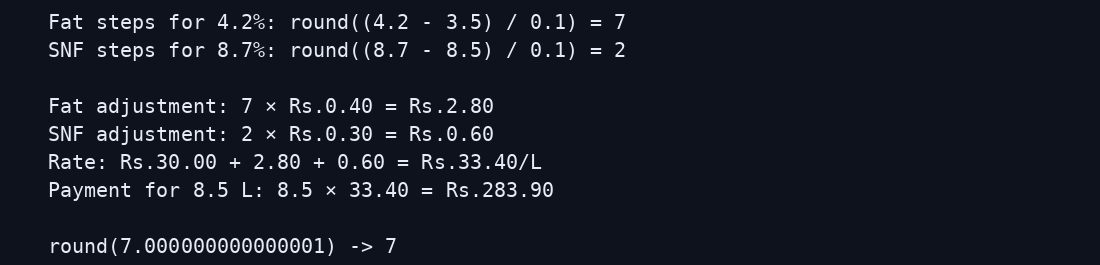 Fat steps for 4.2%: round((4.2 - 3.5) / 0.1) = 7
SNF steps for 8.7%: round((8.7 - 8.5) / 0.1) = 2
Fat adjustment: 7 × Rs.0.40 = Rs.2.80
SNF adjustment: 2 × Rs.0.30 = Rs.0.60
Rate: Rs.30.00 + 2.80 + 0.60 = Rs.33.40/L
Payment for 8.5 L: 8.5 × 33.40 = Rs.283.90
round(7.000000000000001) -> 7